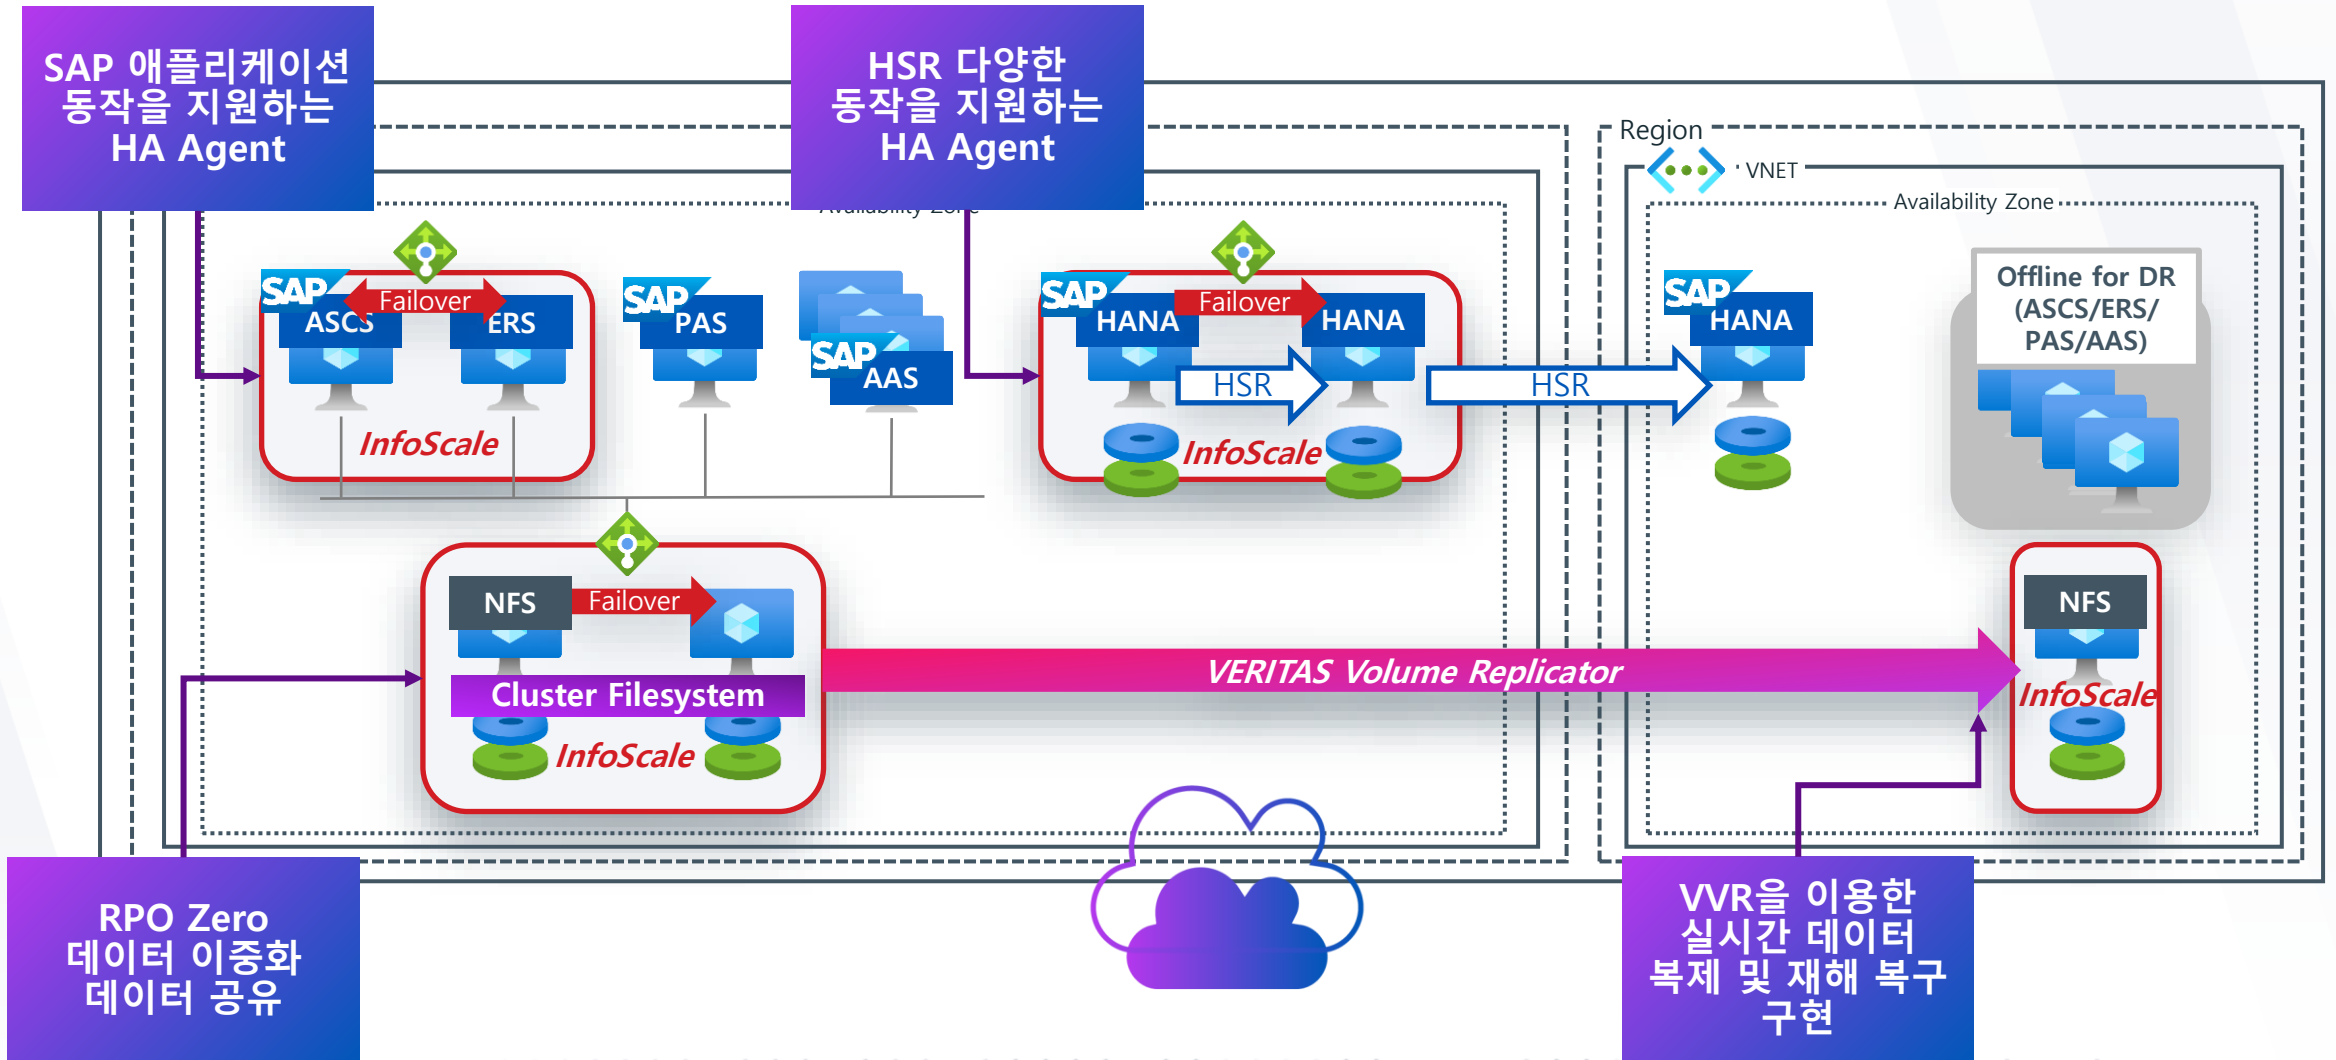 SAP 애플리케이션
동작을 지원하는
HA Agent
HSR 다양한
동작을 지원하는
HA Agent
Region
VNET
Availability Zone
Availability Zone
SAP
ASCS
Failover
ERS
InfoScale
SAP
PAS
SAP
AAS
SAP
HANA
Failover
HANA
HSR
InfoScale
HSR
SAP
HANA
Offline for DR
(ASCS/ERS/
PAS/AAS)
NFS
Failover
Cluster Filesystem
InfoScale
VERITAS Volume Replicator
NFS
InfoScale
RPO Zero
데이터 이중화
데이터 공유
VVR을 이용한
실시간 데이터
복제 및 재해 복구
구현